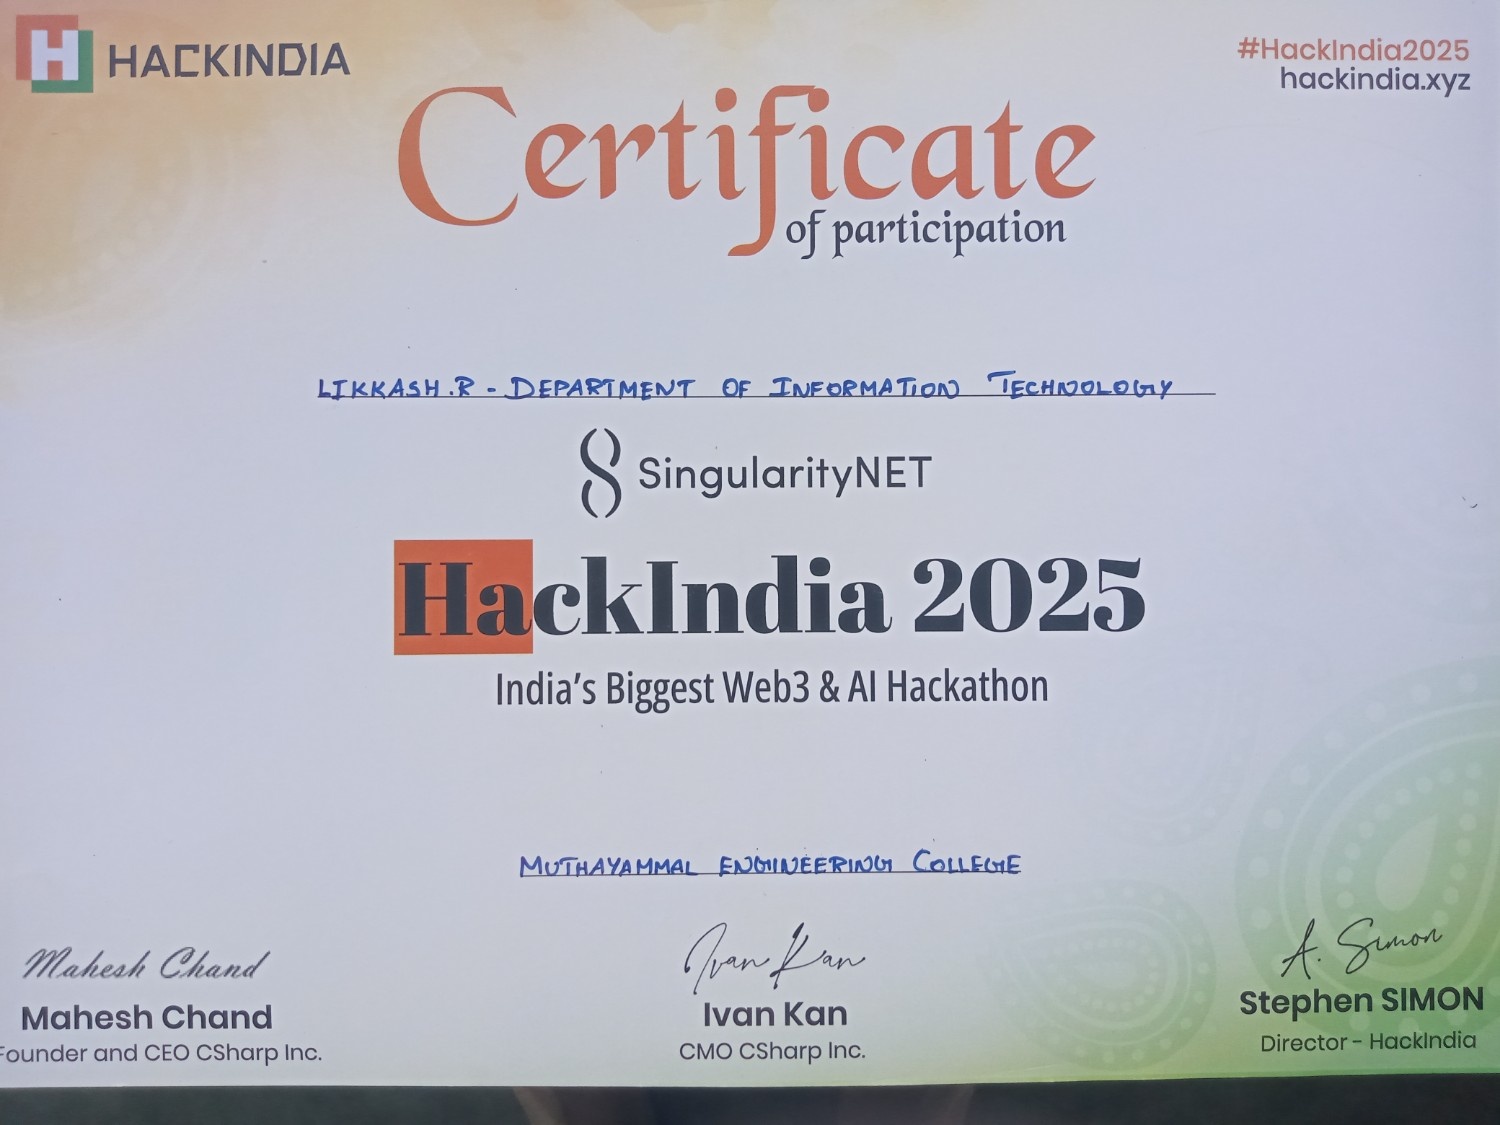 HACKINDIA
#HackIndia2025
hackindia.xyz
Certificate
of participation
LIKKASH.R - DEPARTMENT OF INFORMATION TECHNOLOGY
SingularityNET
HackIndia 2025
India's Biggest Web3 & AI Hackathon
MUTHAYAMMAL ENGINEERING COLLEGE
Mahesh Chand
Mahesh Chand
Founder and CEO CSharp Inc.
Ivan Kan
Ivan Kan
CMO CSharp Inc.
A. Simon
Stephen SIMON
Director - HackIndia